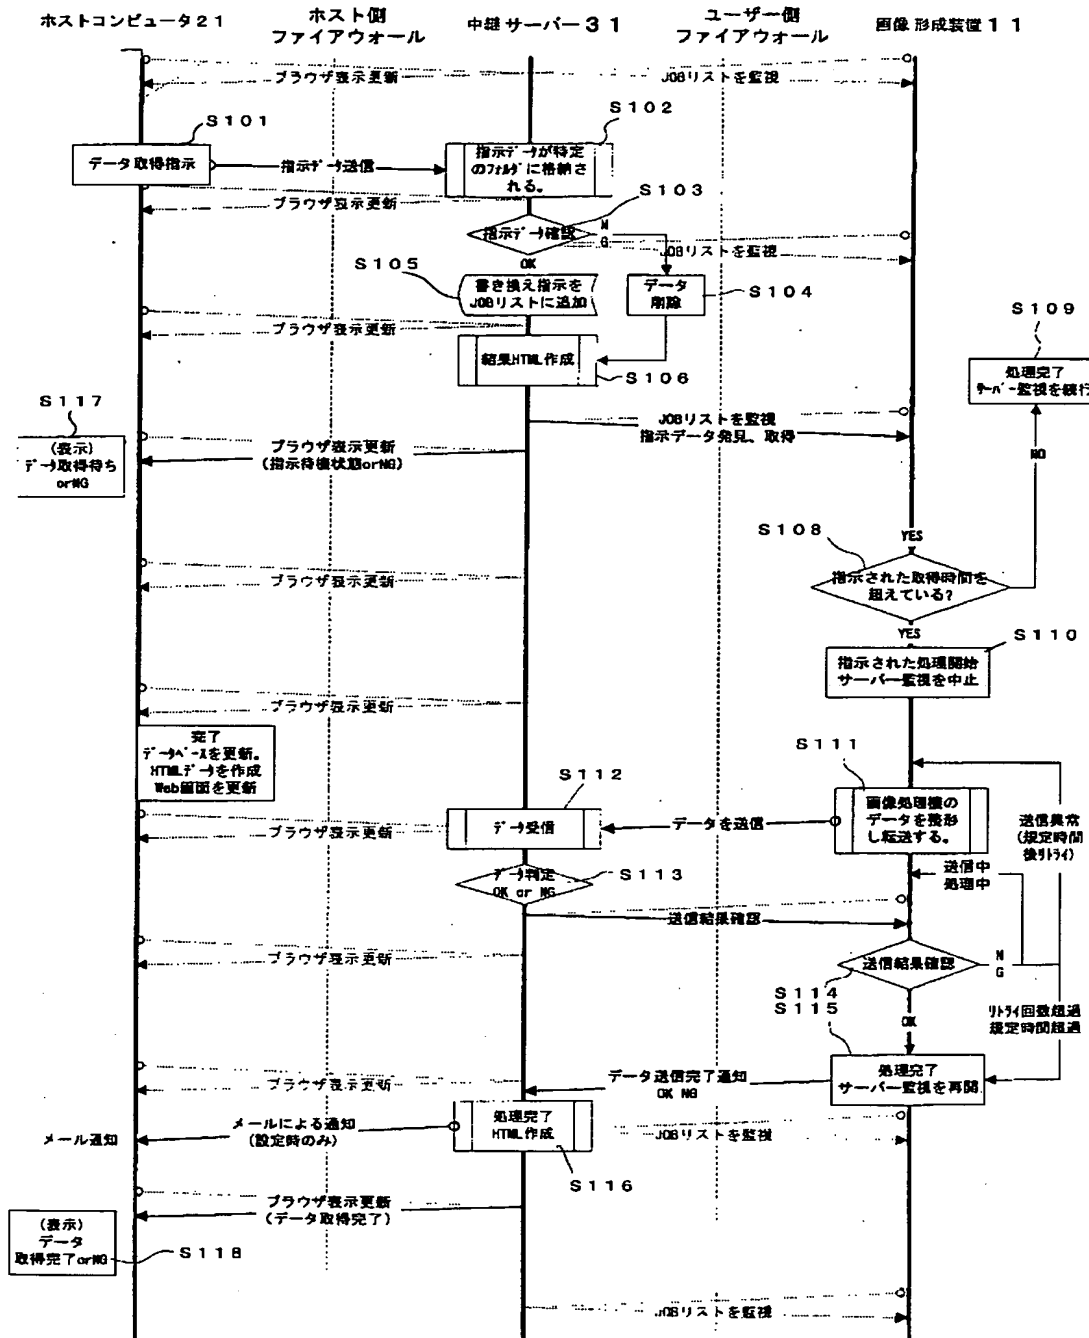 ホストコンピュータ21
ホスト側
ファイアウォール
中継サーバー31
ユーザー側
ファイアウォール
画像形成装置11
ブラウザ表示更新
JOBリストを監視
S101
データ取得指示
指示データ送信
S102
指示データが特定
のフォルダに格納さ
れる。
ブラウザ表示更新
S103
指示データ確認
N
G
JOBリストを監視
OK
S105
書き換え指示を
JOBリストに追加
データ
削除
S104
ブラウザ表示更新
結果HTML作成
S106
S109
処理完了
サーバー監視を続行
NO
S117
(表示)
データ取得待ち
orNG
ブラウザ表示更新
(指示待機状態orNG)
JOBリストを監視
指示データ発見、取得
YES
S108
指示された取得時間を
超えている?
ブラウザ表示更新
YES
S110
指示された処理開始
サーバー監視を中止
ブラウザ表示更新
完了
データベースを更新。
HTMLデータを作成
Web画面を更新
S111
画像処理機の
データを整形
し転送する。
S112
データ受信
データを送信
ブラウザ表示更新
送信異常
(規定時間
後リトライ)
送信中
処理中
データ判定
OK or NG
S113
送信結果確認
ブラウザ表示更新
送信結果確認
N
G
S114
S115
OK
リトライ回数超過
規定時間超過
処理完了
サーバー監視を再開
データ送信完了通知
OK NG
ブラウザ表示更新
メール通知
メールによる通知
(設定時のみ)
処理完了
HTML作成
JOBリストを監視
S116
ブラウザ表示更新
(データ取得完了)
(表示)
データ
取得完了orNG
S118
JOBリストを監視